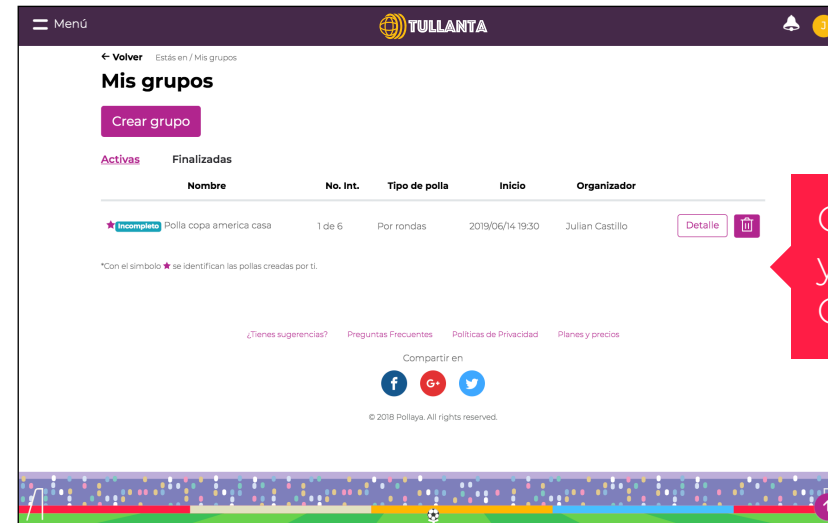 Menú
TULLANTA
J
← Volver Estás en / Mis grupos
Mis grupos
Crear grupo
Activas Finalizadas
Nombre No. Int. Tipo de polla Inicio Organizador
★ Incompleto Polla copa america casa 1 de 6 Por rondas 2019/06/14 19:30 Julian Castillo Detalle
*Con el simbolo ★ se identifican las pollas creadas por ti.
¿Tienes sugerencias? Preguntas Frecuentes Políticas de Privacidad Planes y precios
Compartir en
f G+
© 2018 Pollaya. All rights reserved.